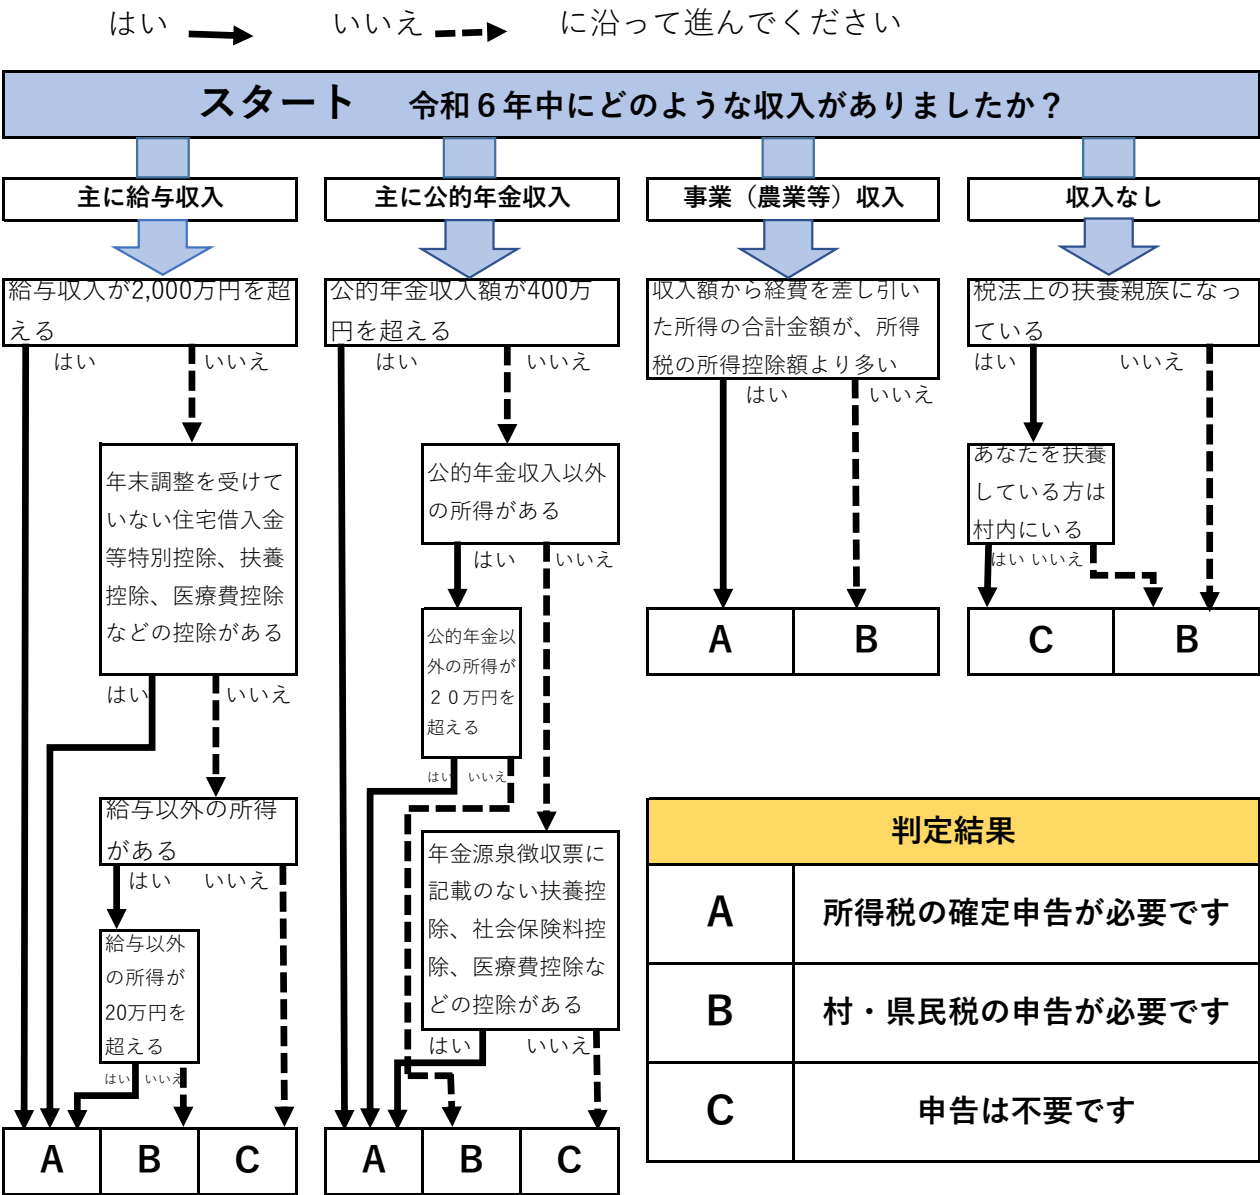 はい いいえ に沿って進んでください
スタート 令和６年中にどのような収入がありましたか？
主に給与収入
給与収入が2,000万円を超
える
はい いいえ
年末調整を受けて
いない住宅借入金
等特別控除、扶養
控除、医療費控除
などの控除がある
はい いいえ
給与以外の所得
がある
はい いいえ
給与以外
の所得が
20万円を
超える
はい いいえ
A B C
主に公的年金収入
公的年金収入額が400万
円を超える
はい いいえ
公的年金収入以外
の所得がある
はい いいえ
公的年金以
外の所得が
２０万円を
超える
はい いいえ
年金源泉徴収票に
記載のない扶養控
除、社会保険料控
除、医療費控除な
どの控除がある
はい いいえ
A B C
事業（農業等）収入
収入額から経費を差し引い
た所得の合計金額が、所得
税の所得控除額より多い
はい いいえ
A B
収入なし
税法上の扶養親族になっ
ている
はい いいえ
あなたを扶養
している方は
村内にいる
はい いいえ
C B
判定結果
A 所得税の確定申告が必要です
B 村・県民税の申告が必要です
C 申告は不要です